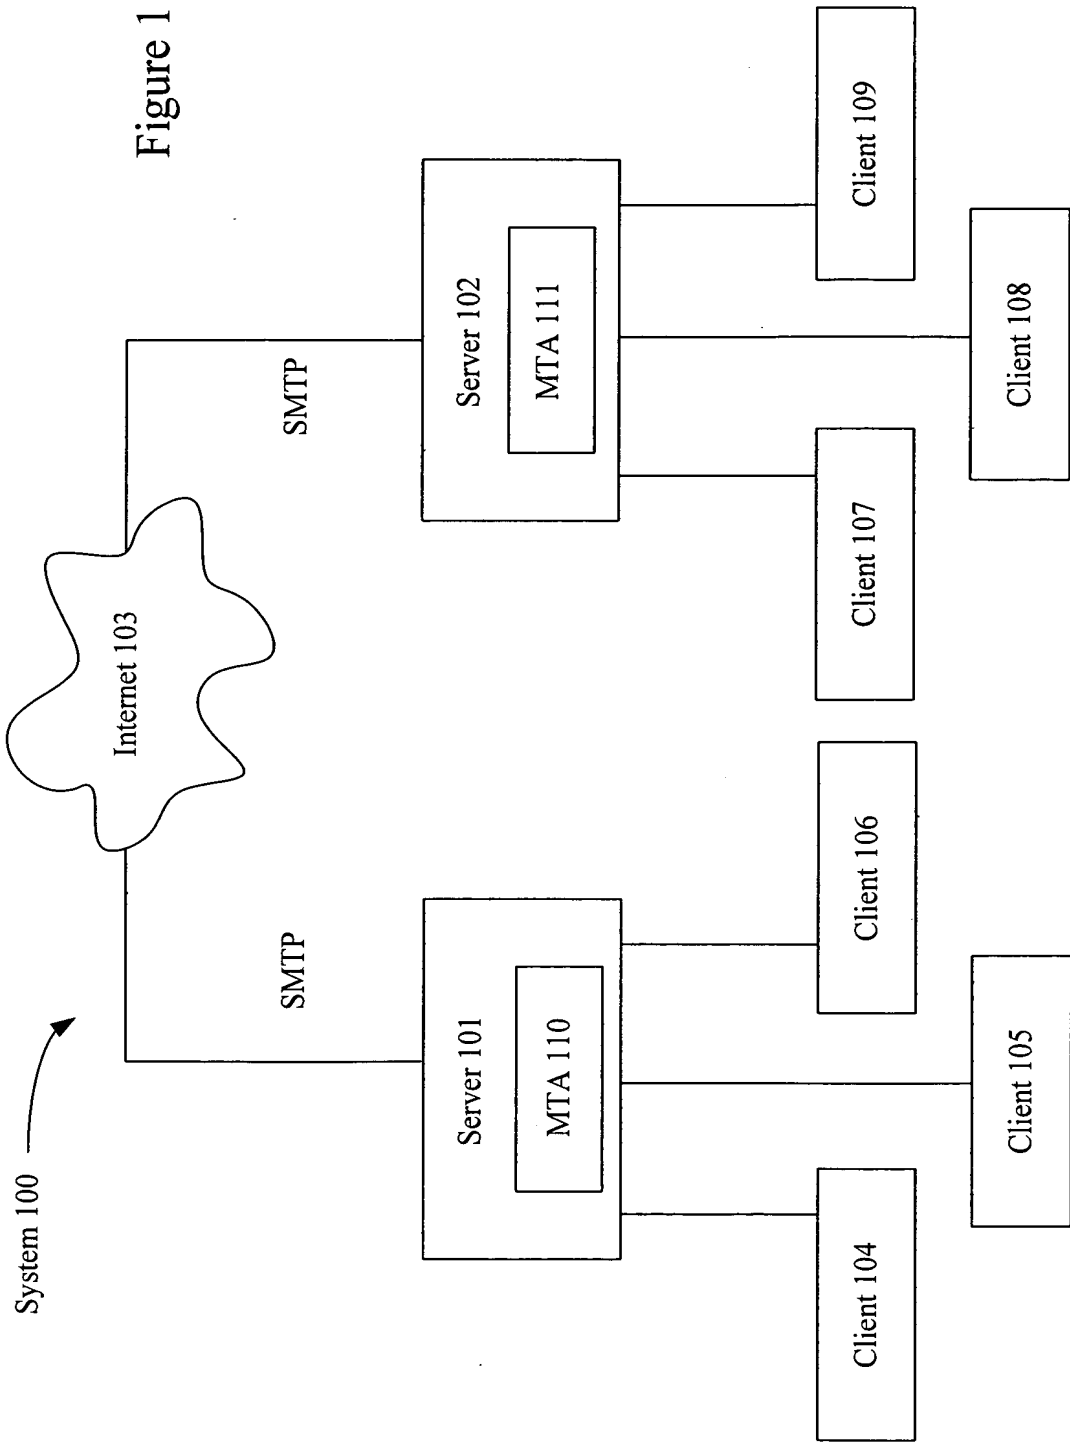 Figure 1
System 100
Internet 103
SMTP
SMTP
Server 101
MTA 110
Server 102
MTA 111
Client 104
Client 106
Client 107
Client 109
Client 105
Client 108